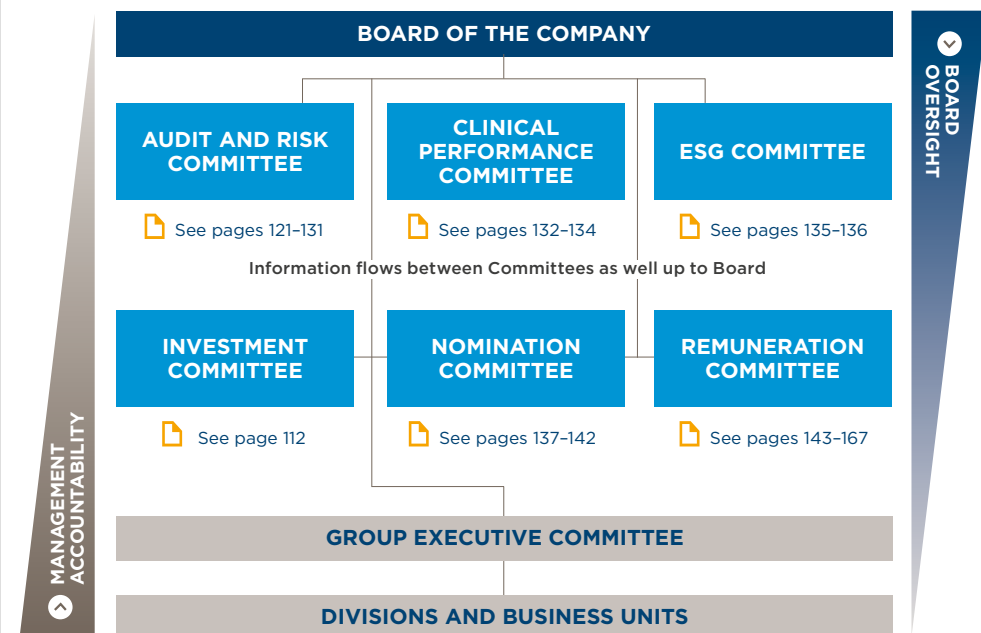 BOARD OF THE COMPANY
BOARD
OVERSIGHT
AUDIT AND RISK
COMMITTEE
CLINICAL
PERFORMANCE
COMMITTEE
ESG COMMITTEE
See pages 121–131
See pages 132–134
See pages 135–136
Information flows between Committees as well up to Board
INVESTMENT
COMMITTEE
NOMINATION
COMMITTEE
REMUNERATION
COMMITTEE
See page 112
See pages 137–142
See pages 143–167
MANAGEMENT
ACCOUNTABILITY
GROUP EXECUTIVE COMMITTEE
DIVISIONS AND BUSINESS UNITS